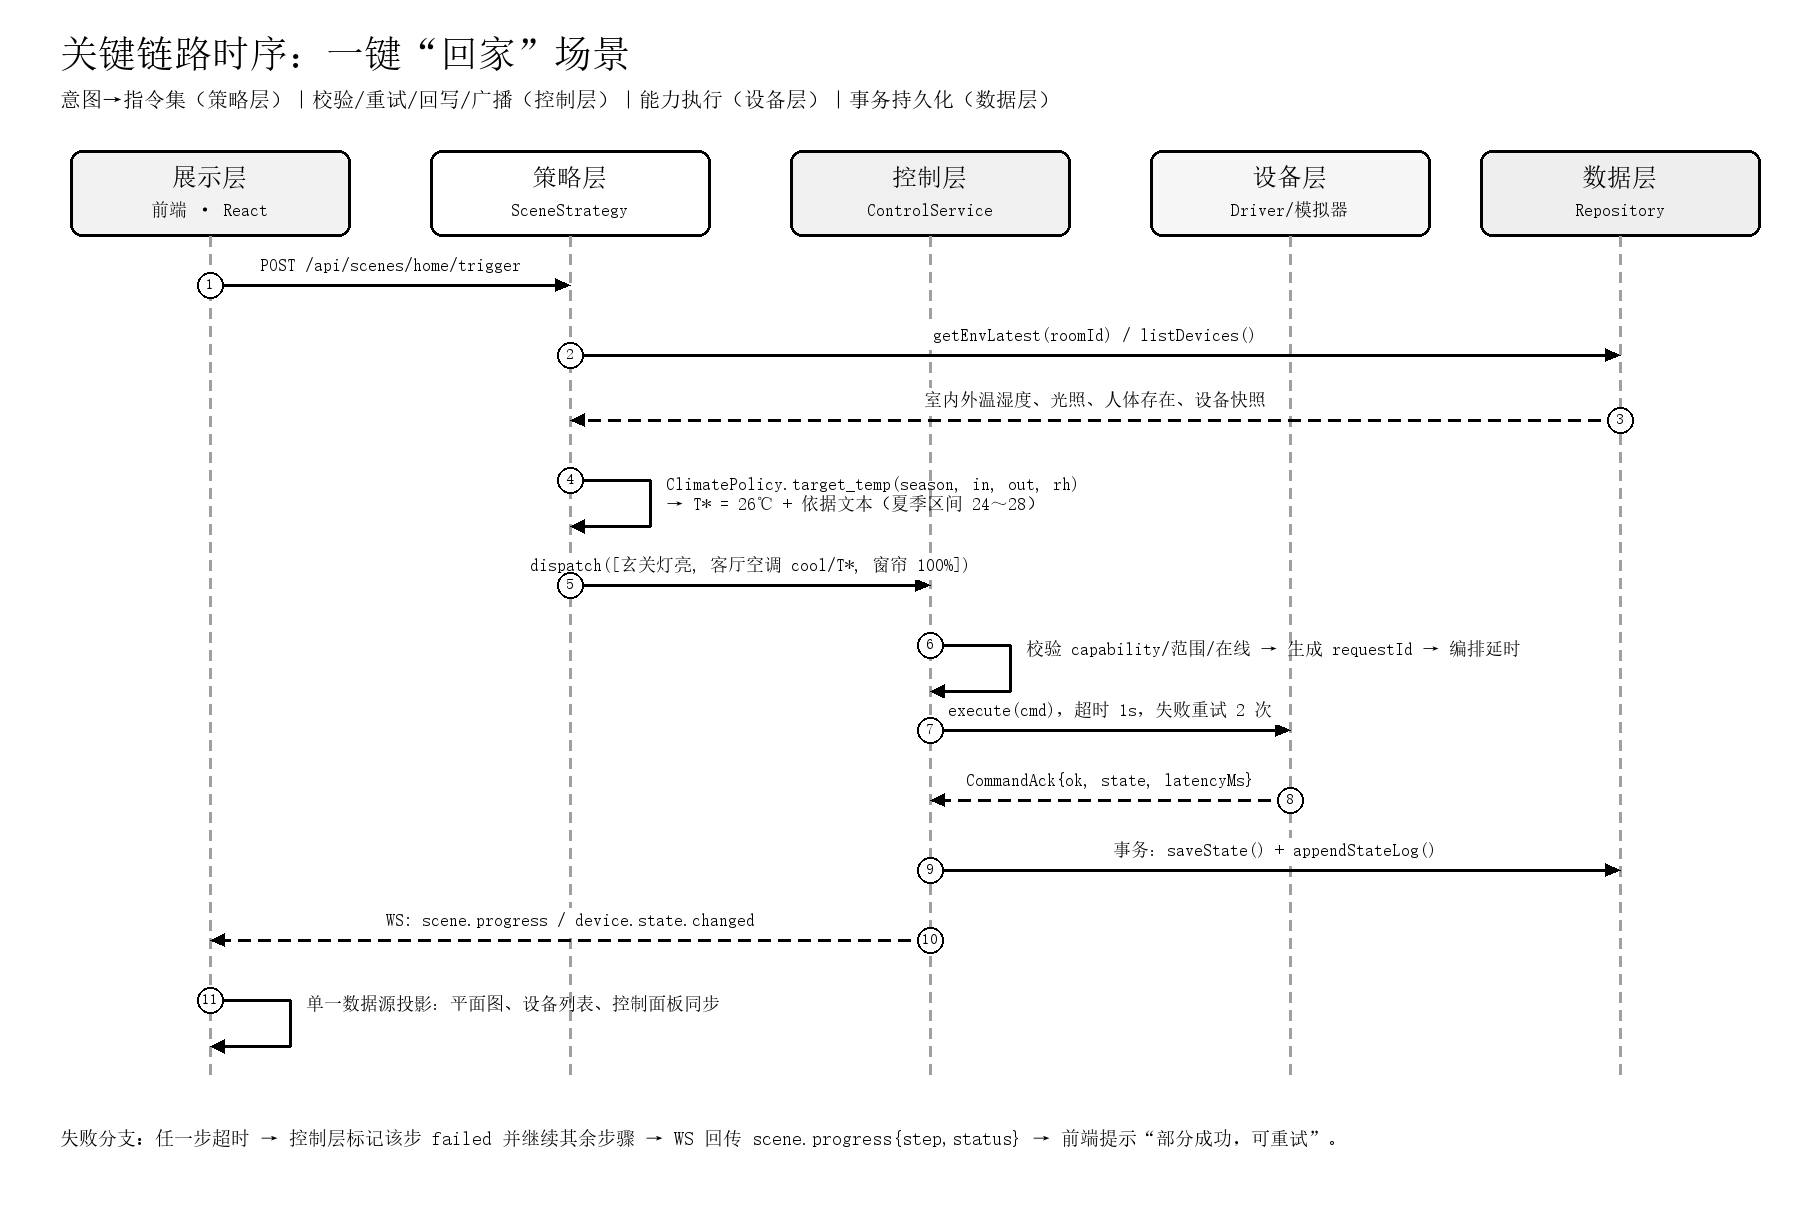 关键链路时序：一键“回家”场景
意图→指令集（策略层）|校验/重试/回写/广播（控制层）|能力执行（设备层）|事务持久化（数据层）
展示层
前端 · React
策略层
SceneStrategy
控制层
ControlService
设备层
Driver/模拟器
数据层
Repository
POST /api/scenes/home/trigger
1
getEnvLatest(roomId) / listDevices()
2
室内外温湿度、光照、人体存在、设备快照
3
4
ClimatePolicy.target_temp(season, in, out, rh)
→ T* = 26℃ + 依据文本（夏季区间 24～28）
dispatch([玄关灯亮, 客厅空调 cool/T*, 窗帘 100%])
5
6
校验 capability/范围/在线 → 生成 requestId → 编排延时
execute(cmd)，超时 1s，失败重试 2 次
7
CommandAck{ok, state, latencyMs}
8
事务：saveState() + appendStateLog()
9
WS: scene.progress / device.state.changed
10
11
单一数据源投影：平面图、设备列表、控制面板同步
失败分支：任一步超时 → 控制层标记该步 failed 并继续其余步骤 → WS 回传 scene.progress{step,status} → 前端提示“部分成功，可重试”。